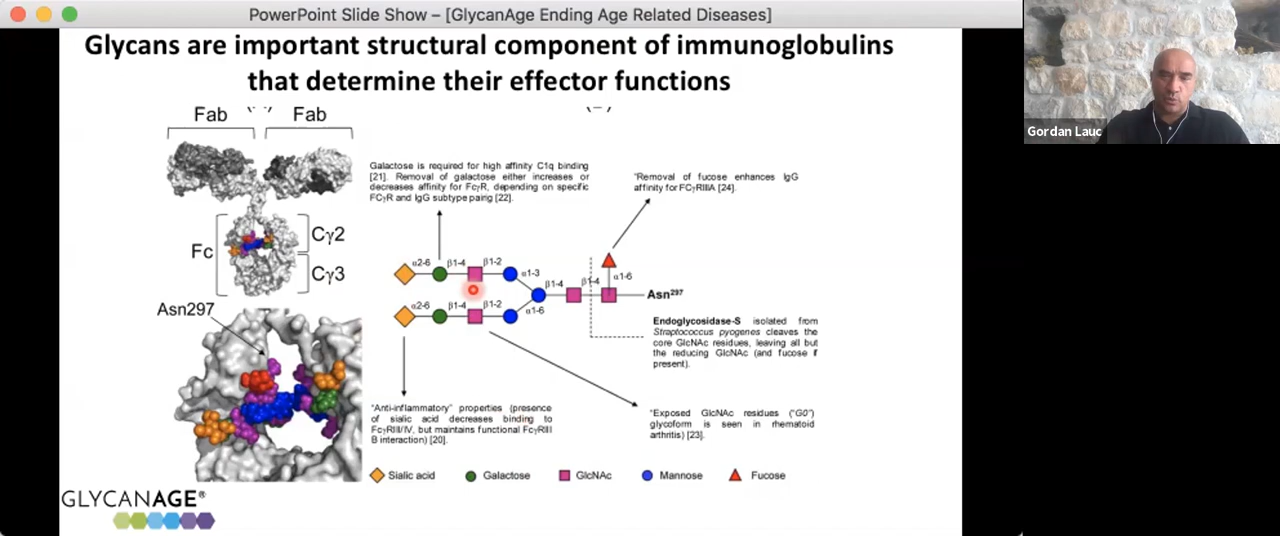 PowerPoint Slide Show – [GlycanAge Ending Age Related Diseases]
Glycans are important structural component of immunoglobulins
that determine their effector functions
Gordan Lauc
Fab
Fab
Fc
Cγ2
Cγ3
Asn297
Galactose is required for high affinity C1q binding
[21]. Removal of galactose either increases or
decreases affinity for FcγR, depending on specific
FCγR and IgG subtype paing [22].
"Removal of fucose enhances IgG
affinity for FCγRIIIA [24].
α2-6
β1-4
β1-2
α1-3
β1-4
β1-4
α1-6
Asn297
α2-6
β1-4
β1-2
α1-6
Endoglycosidase-S isolated from
Streptococcus pyogenes cleaves the
core GlcNAc residues, leaving all but
the reducing GlcNAc (and fucose if
present).
"Anti-inflammatory" properties (presence
of sialic acid decreases binding to
FcγRII/IV, but maintains functional FcγRIII
B interaction) [20].
"Exposed GlcNAc residues ("G0")
glycoform is seen in rhematoid
arthritis) [23].
Sialic acid
Galactose
GlcNAc
Mannose
Fucose
GLYCANAGE®